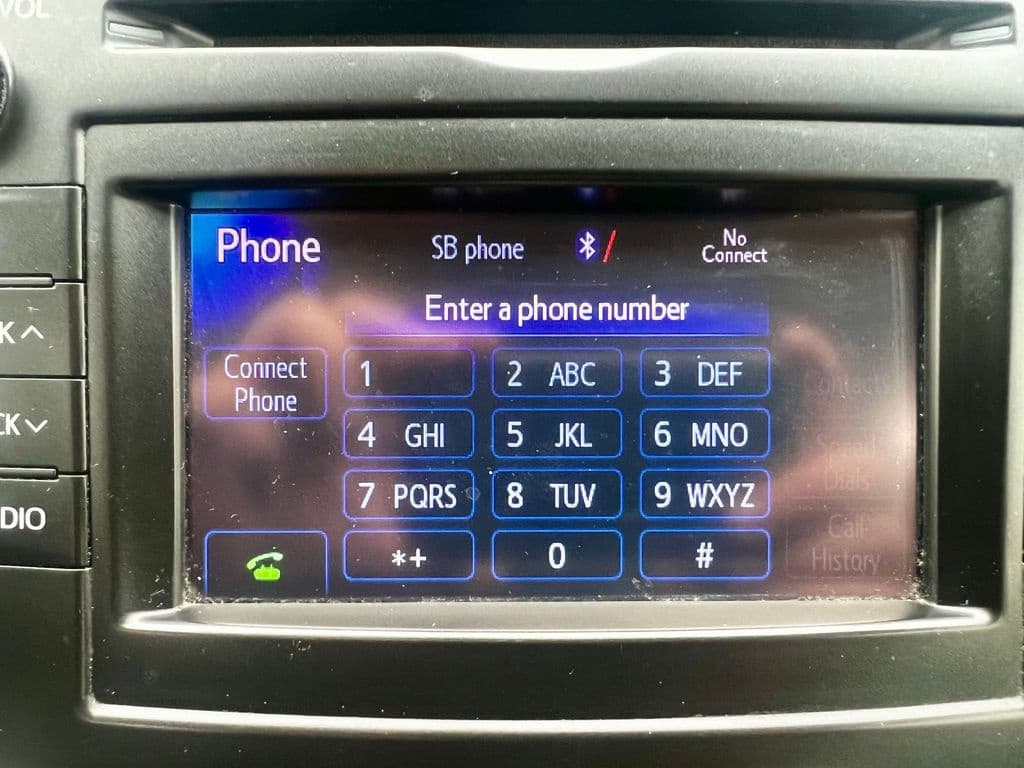 VOL
Phone SB phone No
Connect
Enter a phone number
Connect
Phone
1 2 ABC 3 DEF
Contacts
4 GHI 5 JKL 6 MNO
Speed
Dials
7 PQRS 8 TUV 9 WXYZ
Call
History
*+ 0 #
K
CK
DIO